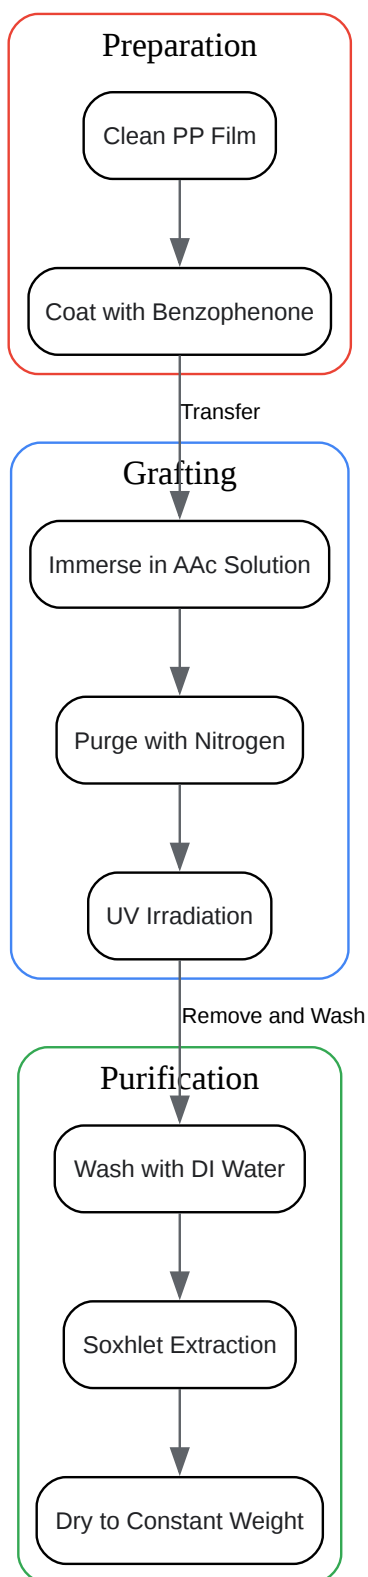 Preparation
Clean PP Film
Coat with Benzophenone
Transfer
Grafting
Immerse in AAc Solution
Purge with Nitrogen
UV Irradiation
Remove and Wash
Purification
Wash with DI Water
Soxhlet Extraction
Dry to Constant Weight